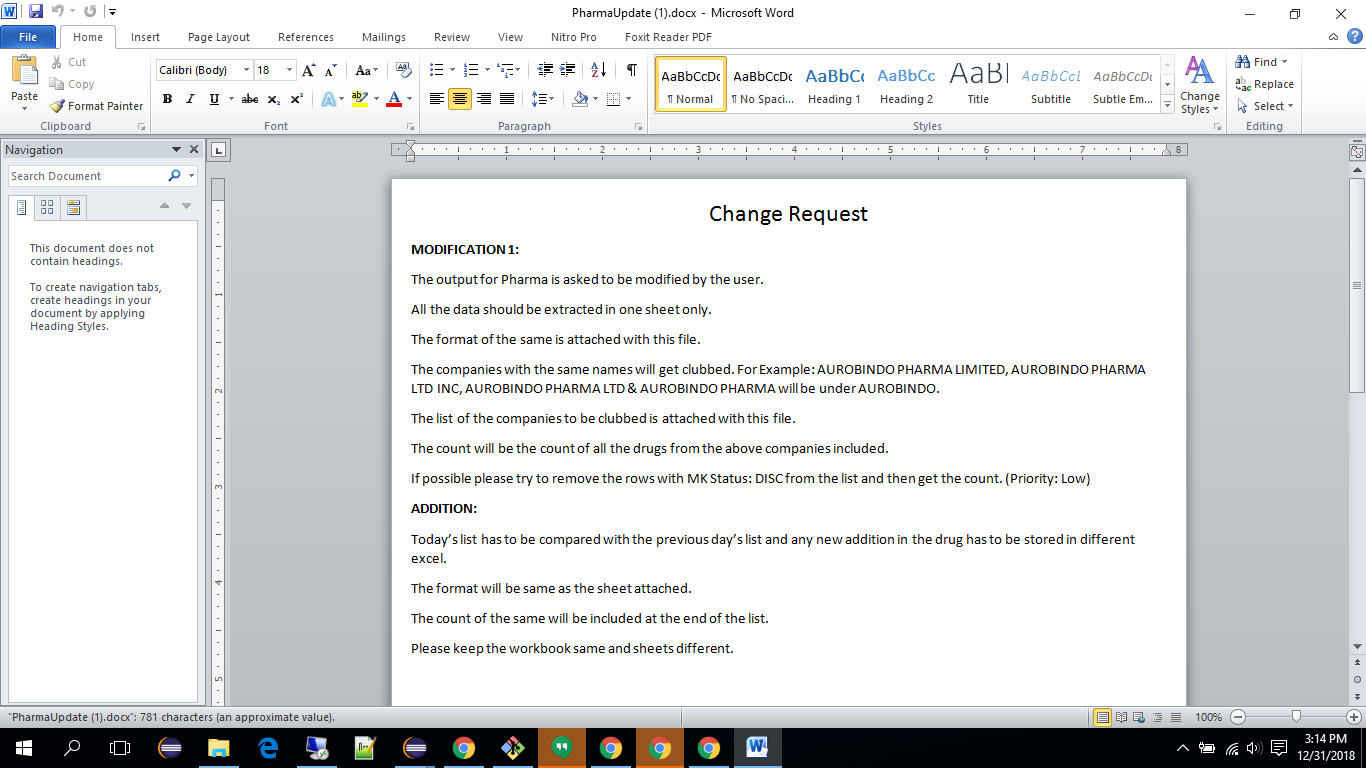 PharmaUpdate (1).docx - Microsoft Word
File Home Insert Page Layout References Mailings Review View Nitro Pro Foxit Reader PDF
Paste
Cut
Copy
Format Painter
Clipboard
Calibri (Body) 18
Font
Paragraph
AaBbCcDc AaBbCcDc AaBbCc AaBbCc AaBl AaBbCcL AaBbCcDc
¶ Normal ¶ No Spaci... Heading 1 Heading 2 Title Subtitle Subtle Em...
Styles
Change
Styles
Find
Replace
Select
Editing
Navigation
Search Document
This document does not
contain headings.
To create navigation tabs,
create headings in your
document by applying
Heading Styles.
1 2 3 4 5 6 7 8
1
2
3
4
5
Change Request
MODIFICATION 1:
The output for Pharma is asked to be modified by the user.
All the data should be extracted in one sheet only.
The format of the same is attached with this file.
The companies with the same names will get clubbed. For Example: AUROBINDO PHARMA LIMITED, AUROBINDO PHARMA
LTD INC, AUROBINDO PHARMA LTD & AUROBINDO PHARMA will be under AUROBINDO.
The list of the companies to be clubbed is attached with this file.
The count will be the count of all the drugs from the above companies included.
If possible please try to remove the rows with MK Status: DISC from the list and then get the count. (Priority: Low)
ADDITION:
Today’s list has to be compared with the previous day’s list and any new addition in the drug has to be stored in different
excel.
The format will be same as the sheet attached.
The count of the same will be included at the end of the list.
Please keep the workbook same and sheets different.
"PharmaUpdate (1).docx": 781 characters (an approximate value).
100%
3:14 PM
12/31/2018